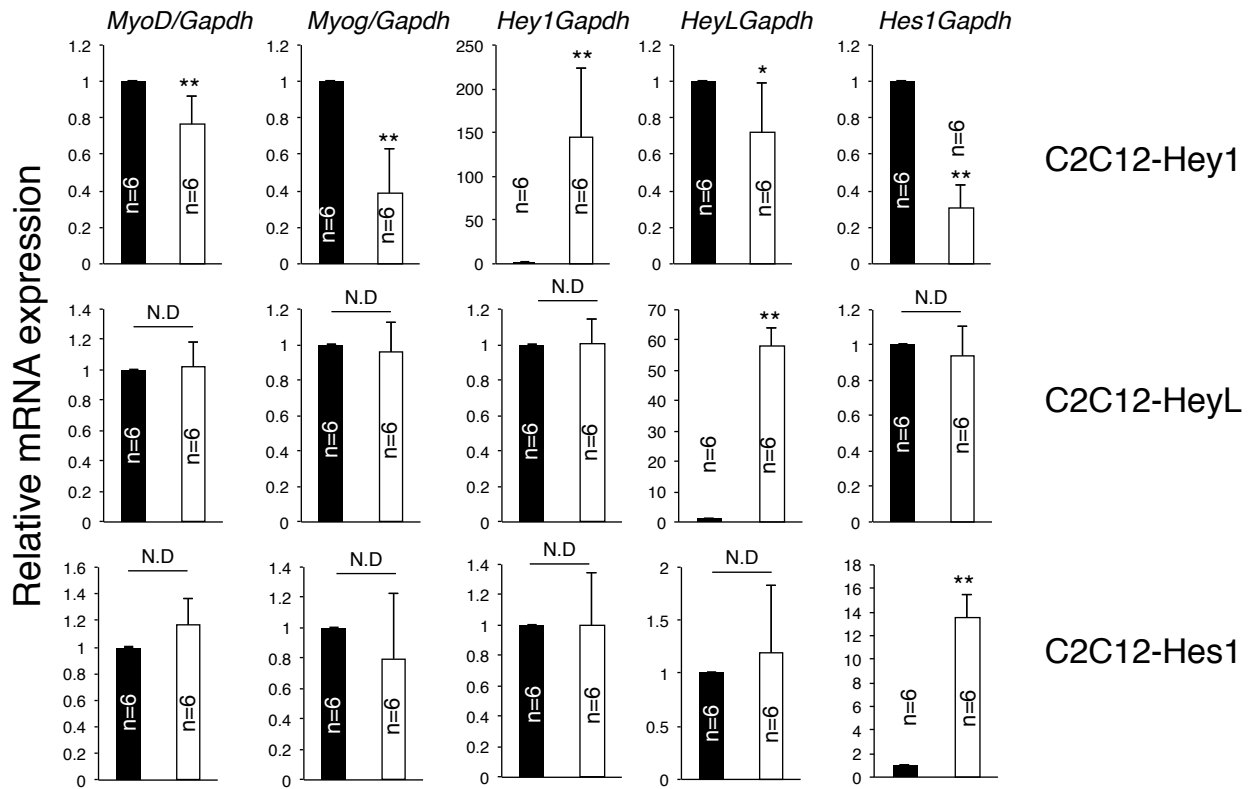 MyoD/Gapdh Myog/Gapdh Hey1Gapdh HeyLGapdh Hes1Gapdh
Relative mRNA expression
1.2 1 0.8 0.6 0.4 0.2 0
n=6 n=6 **
1.2 1 0.8 0.6 0.4 0.2 0
n=6 n=6 **
250 200 150 100 50 0
n=6 n=6 **
1.2 1 0.8 0.6 0.4 0.2 0
n=6 n=6 *
1.2 1 0.8 0.6 0.4 0.2 0
n=6 n=6 **
C2C12-Hey1
1.4 1.2 1 0.8 0.6 0.4 0.2 0
N.D
n=6 n=6
1.2 1 0.8 0.6 0.4 0.2 0
N.D
n=6 n=6
1.2 1 0.8 0.6 0.4 0.2 0
N.D
n=6 n=6
70 60 50 40 30 20 10 0
n=6 n=6 **
1.2 1 0.8 0.6 0.4 0.2 0
N.D
n=6 n=6
C2C12-HeyL
1.6 1.4 1.2 1 0.8 0.6 0.4 0.2 0
N.D
n=6 n=6
1.4 1.2 1 0.8 0.6 0.4 0.2 0
N.D
n=6 n=6
1.4 1.2 1 0.8 0.6 0.4 0.2 0
N.D
n=6 n=6
2 1.5 1 0.5 0
N.D
n=6 n=6
18 16 14 12 10 8 6 4 2 0
n=6 n=6 **
C2C12-Hes1